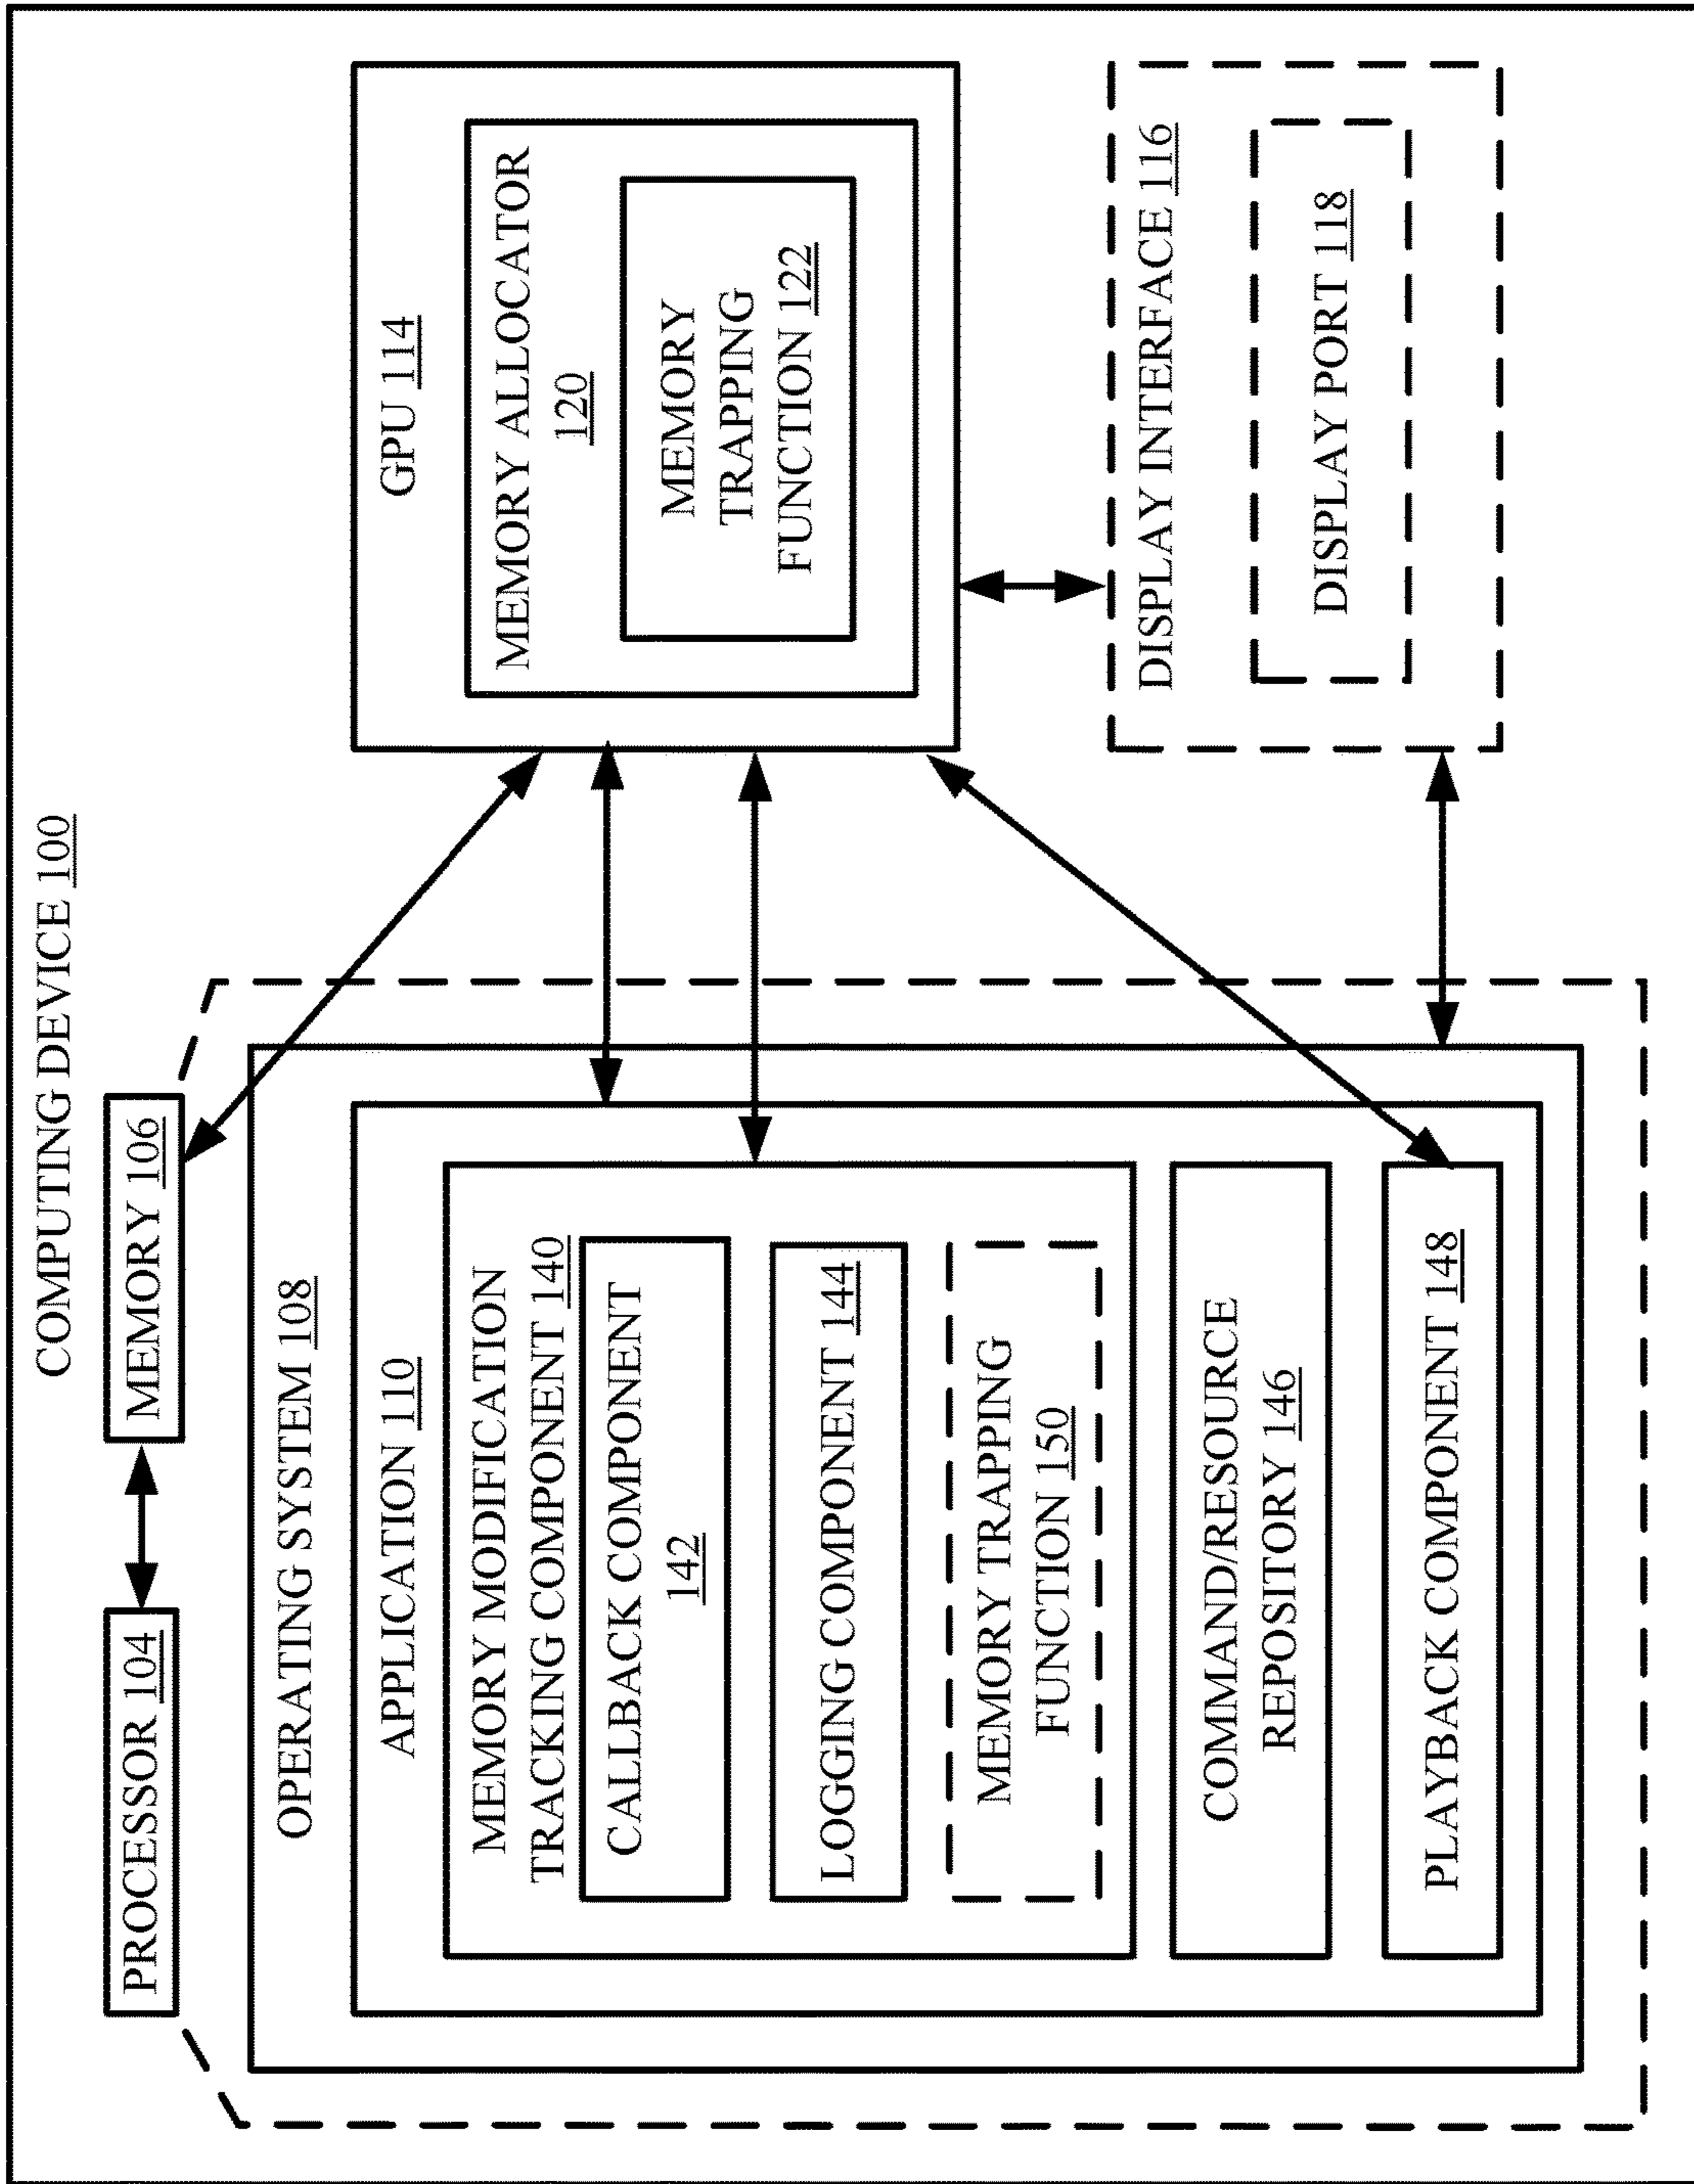 COMPUTING DEVICE 100
PROCESSOR 104
MEMORY 106
OPERATING SYSTEM 108
APPLICATION 110
MEMORY MODIFICATION
TRACKING COMPONENT 140
CALLBACK COMPONENT
142
LOGGING COMPONENT 144
MEMORY TRAPPING
FUNCTION 150
COMMAND/RESOURCE
REPOSITORY 146
PLAYBACK COMPONENT 148
GPU 114
MEMORY ALLOCATOR
120
MEMORY
TRAPPING
FUNCTION 122
DISPLAY INTERFACE 116
DISPLAY PORT 118